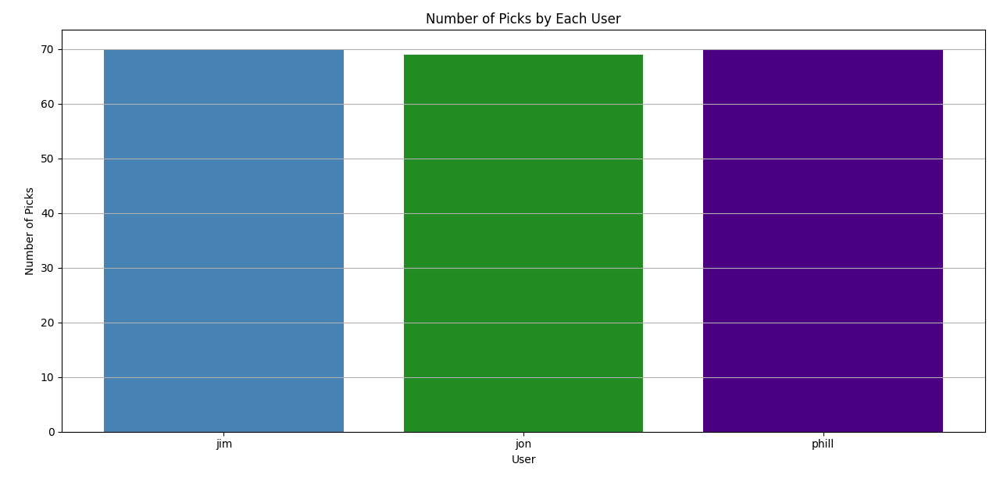 Number of Picks by Each User
Number of Picks
70
60
50
40
30
20
10
0
jim
jon
phill
User